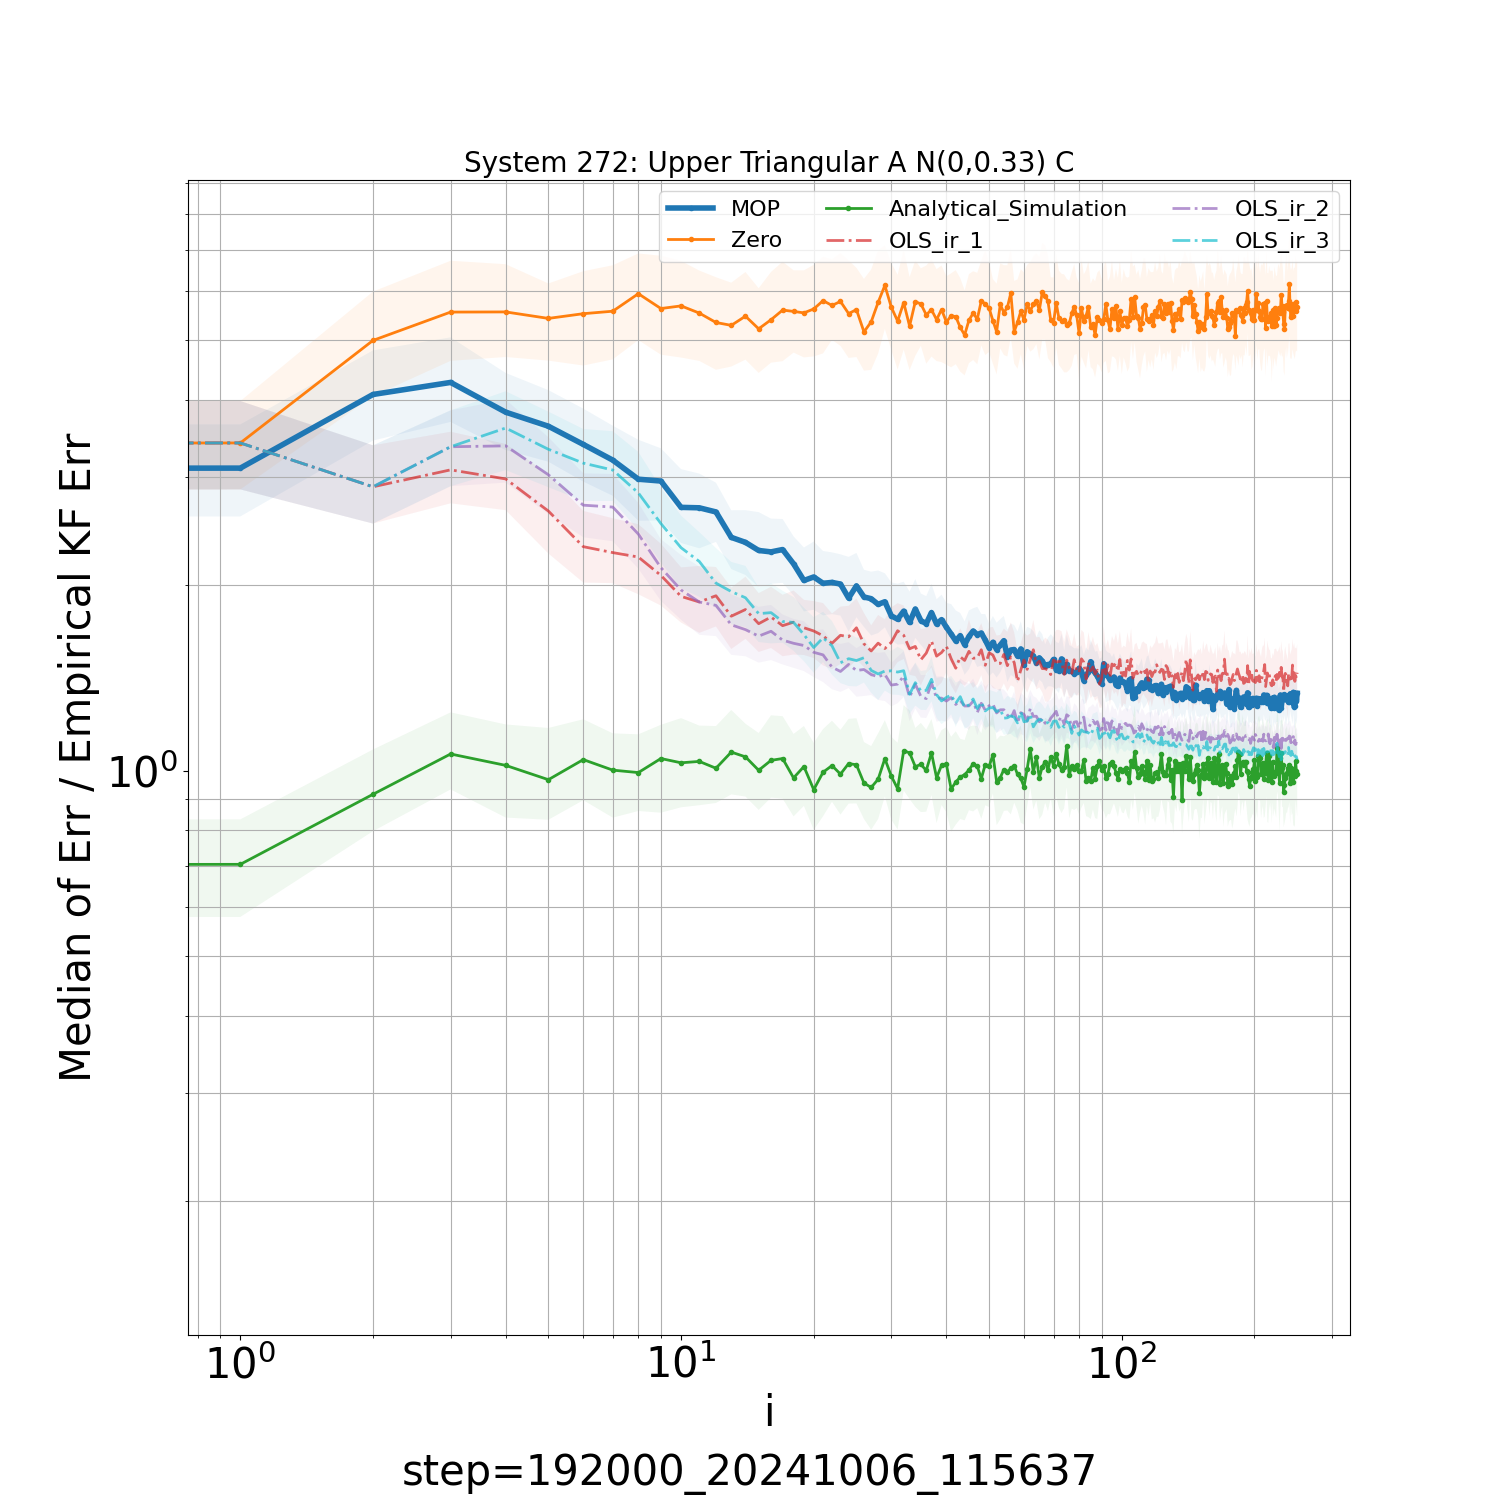 System 272: Upper Triangular A N(0,0.33) C
MOP
Zero
Analytical_Simulation
OLS_ir_1
OLS_ir_2
OLS_ir_3
Median of Err / Empirical KF Err
10⁰
10⁰ 10¹ 10²
i
step=192000_20241006_115637